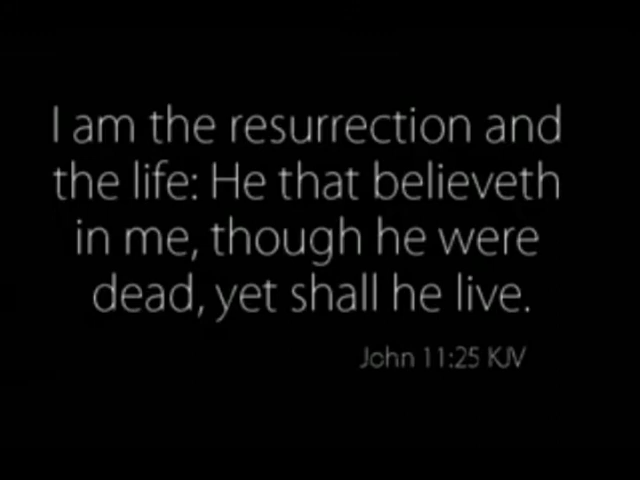 I am the resurrection and
the life: He that believeth
in me, though he were
dead, yet shall he live.
John 11:25 KJV